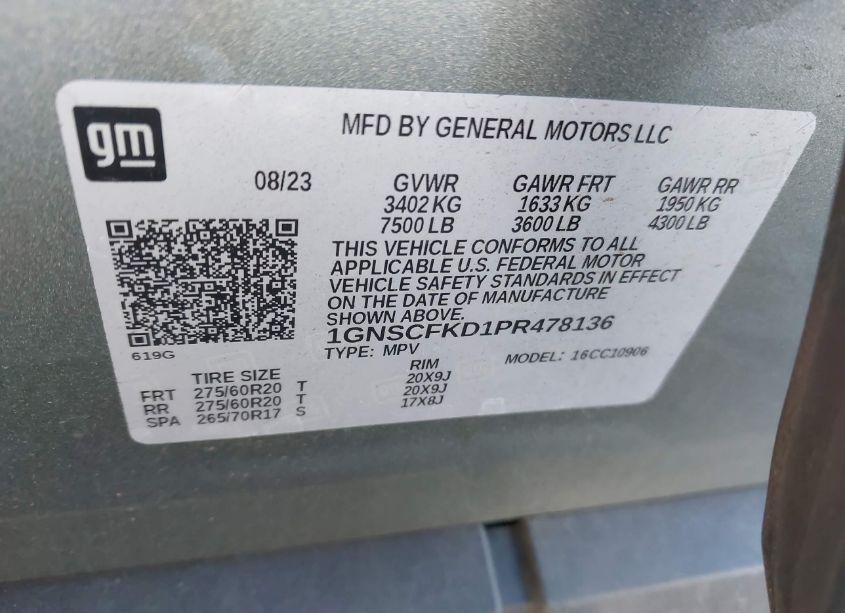 gm
MFD BY GENERAL MOTORS LLC
08/23 GVWR GAWR FRT GAWR RR
3402 KG 1633 KG 1950 KG
7500 LB 3600 LB 4300 LB
THIS VEHICLE CONFORMS TO ALL
APPLICABLE U.S. FEDERAL MOTOR
VEHICLE SAFETY STANDARDS IN EFFECT
ON THE DATE OF MANUFACTURE
SHOWN ABOVE.
1GNSCFKD1PR478136
619G
TYPE: MPV MODEL: 16CC10906
TIRE SIZE RIM
FRT 275/60R20 T 20X9J
RR 275/60R20 T 20X9J
SPA 265/70R17 S 17X8J